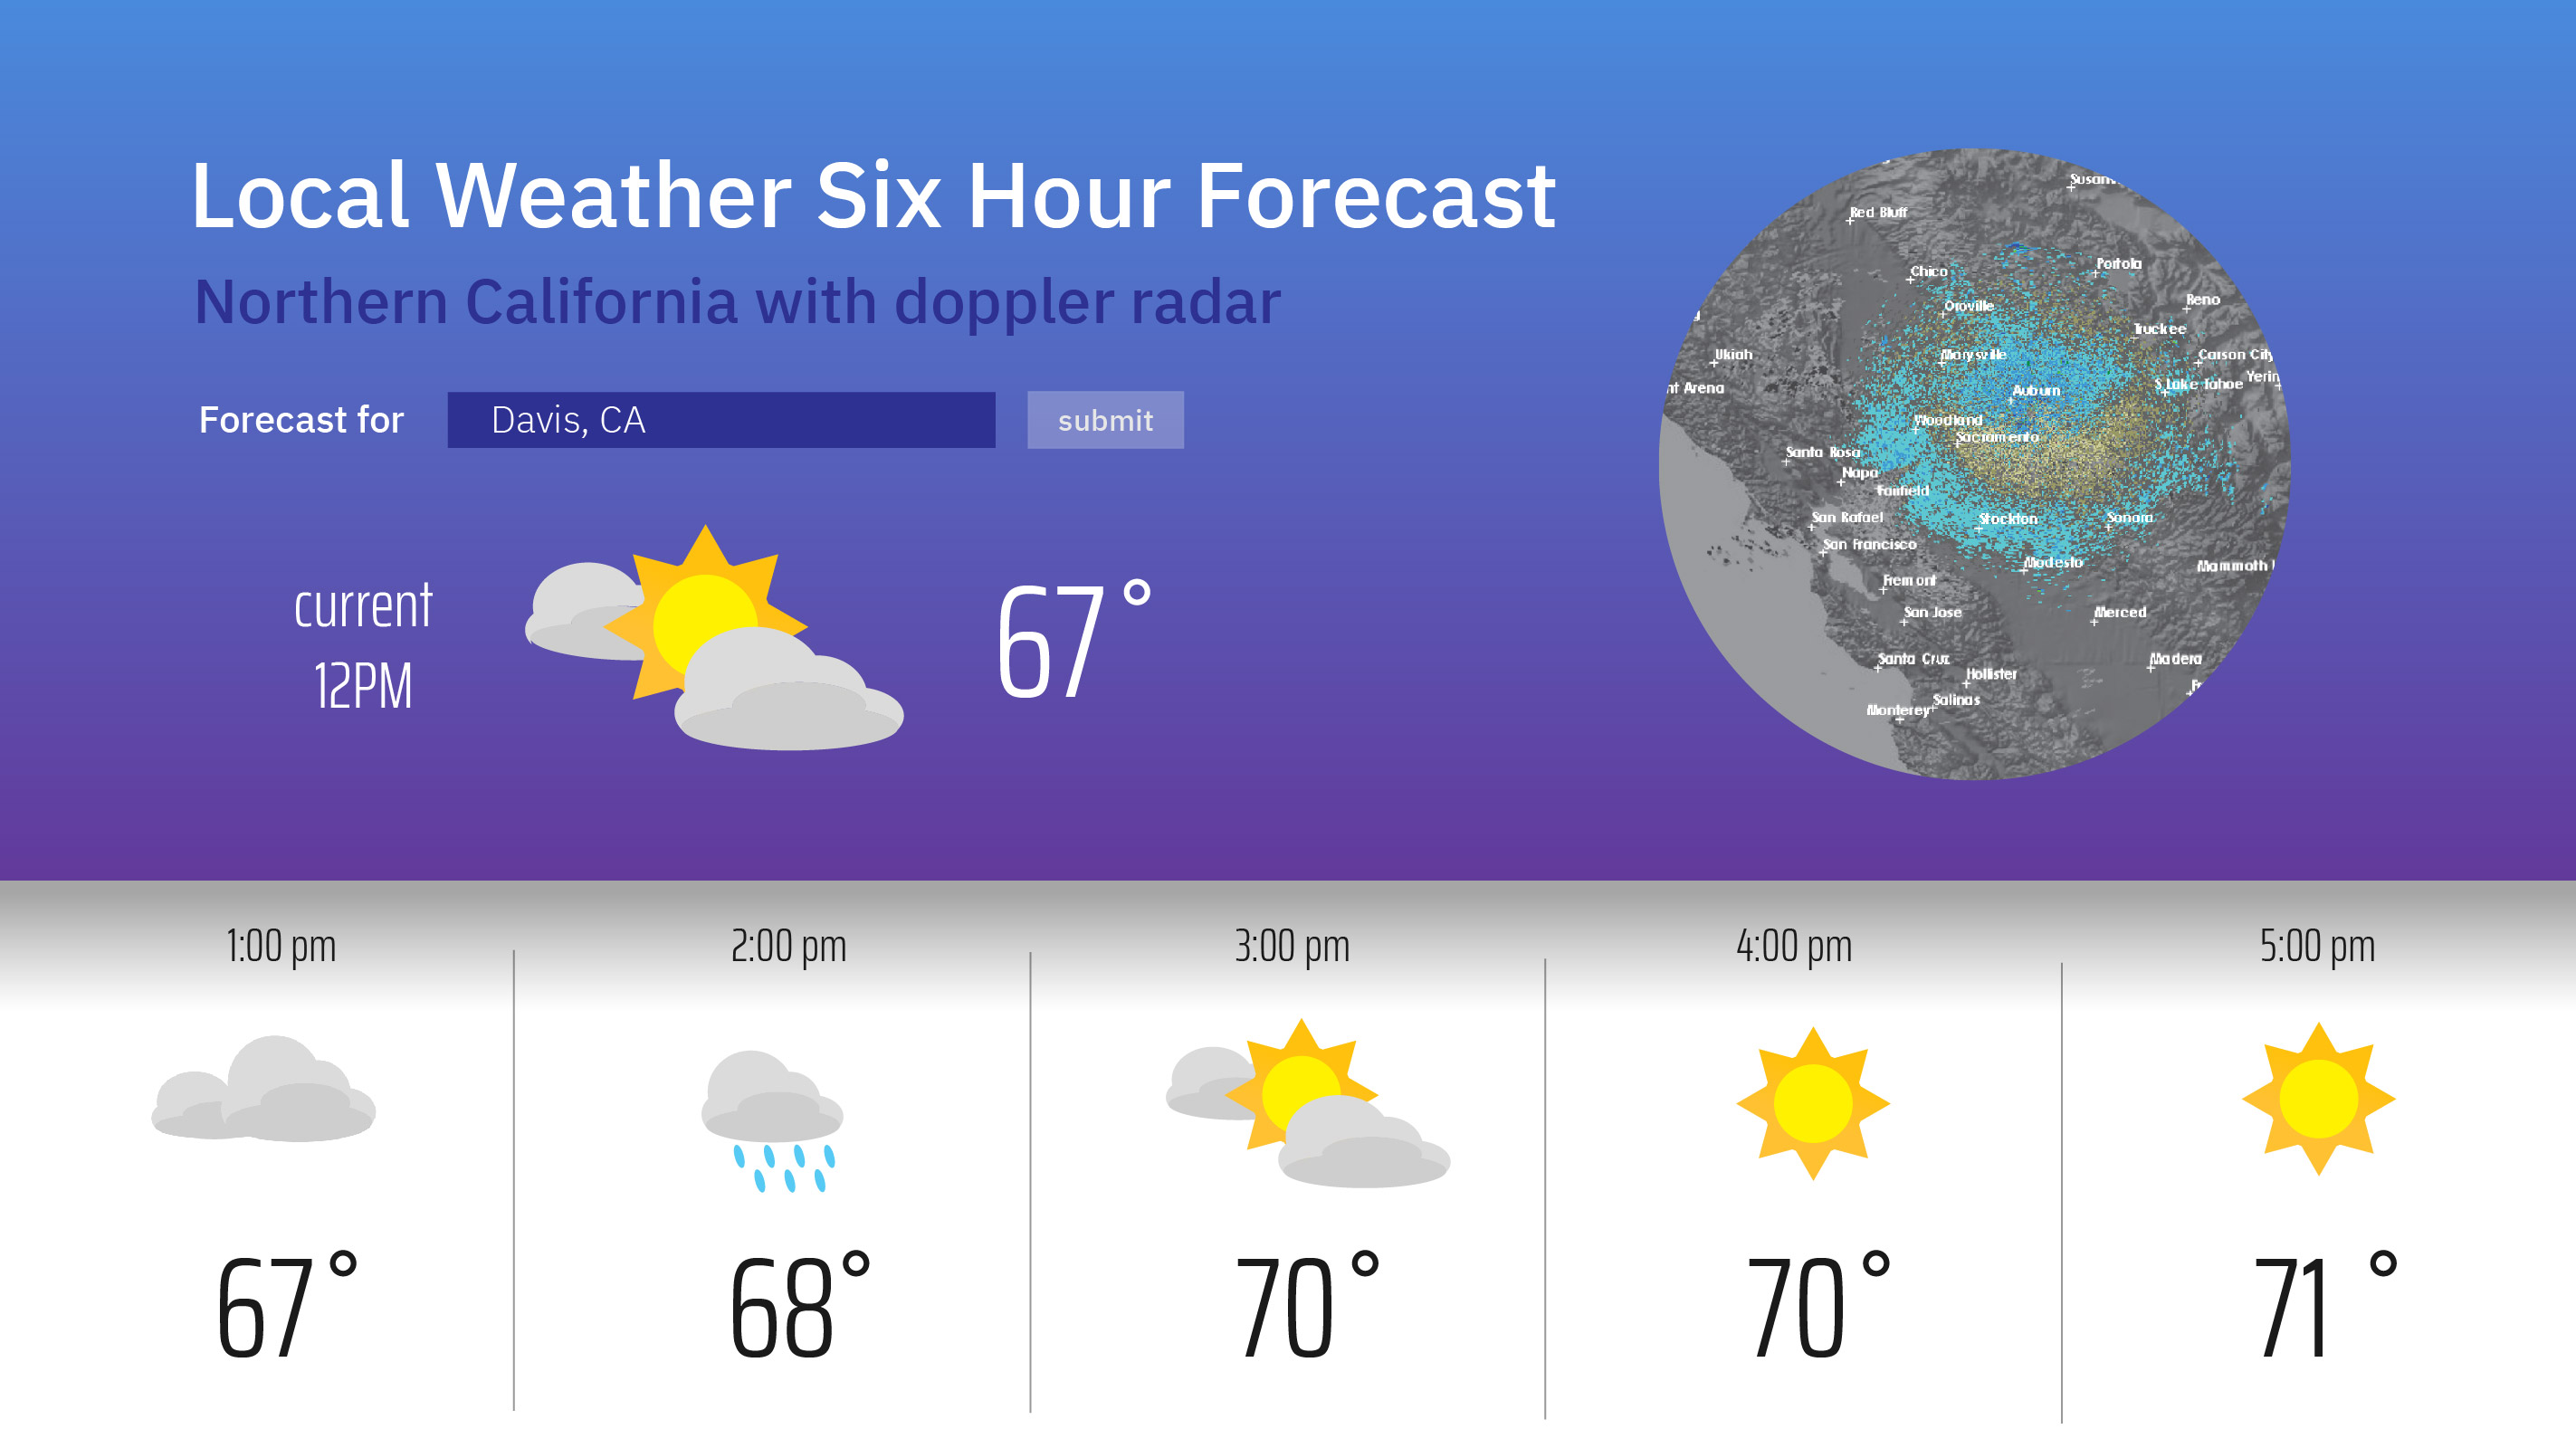 Local Weather Six Hour Forecast
Northern California with doppler radar
Forecast for
Davis, CA
submit
current
12PM
67°
Red Bluff
Chico
Portola
Oroville
Reno
Truckee
Ukiah
Marysville
Carson City
nt Arena
Auburn
S Lake Tahoe
Yerin
Woodland
Sacramento
Santa Rosa
Napa
Fairfield
San Rafael
Stockton
Sonora
San Francisco
Modesto
Mammoth
Fremont
San Jose
Merced
Santa Cruz
Madera
Hollister
Salinas
Monterey
1:00 pm
2:00 pm
3:00 pm
4:00 pm
5:00 pm
67°
68°
70°
70°
71°